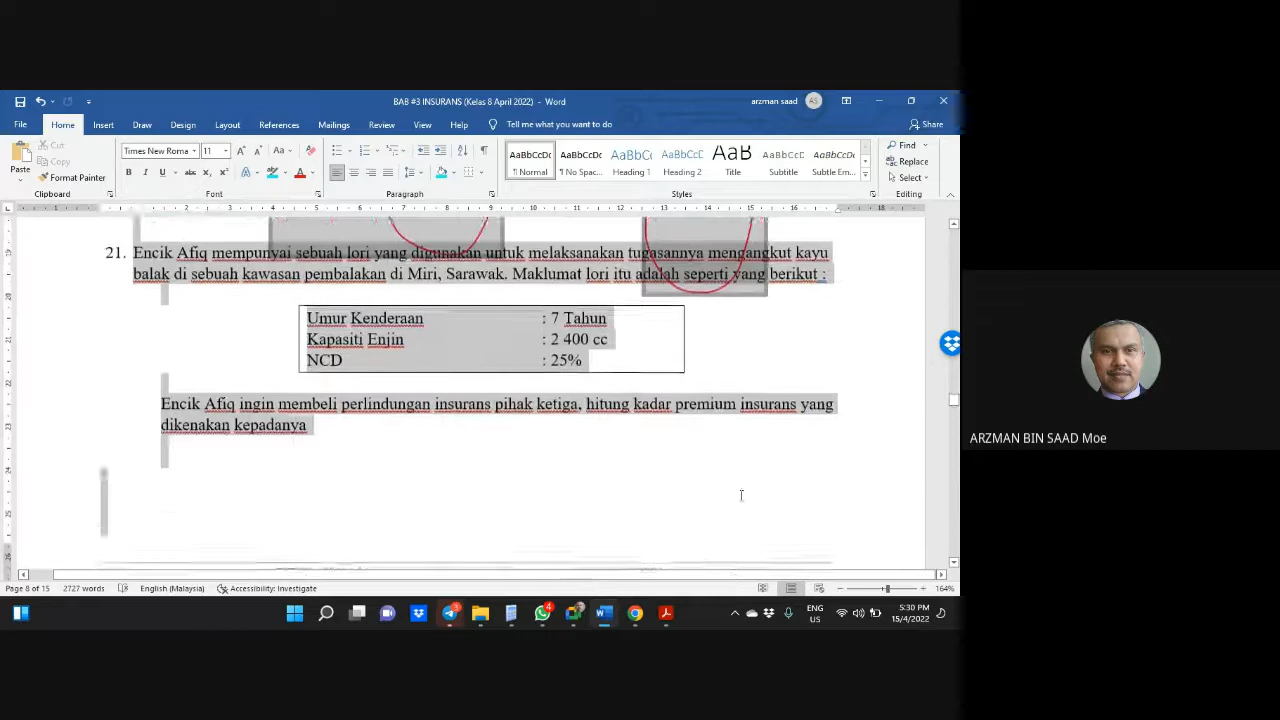 BAB #3 INSURANS (Kelas 8 April 2022) - Word
arzman saad
AS
File Home Insert Draw Design Layout References Mailings Review View Help Tell me what you want to do
Share
Paste
Cut
Copy
Format Painter
Clipboard
Times New Roma 11
Font
Paragraph
AaBbCcDc
¶ Normal
AaBbCcDc
¶ No Spac...
AaBbCc
Heading 1
AaBbCcC
Heading 2
AaB
Title
AaBbCcC
Subtitle
AaBbCcDc
Subtle Em...
Styles
Find
Replace
Select
Editing
21. Encik Afiq mempunyai sebuah lori yang digunakan untuk melaksanakan tugasannya mengangkut kayu
balak di sebuah kawasan pembalakan di Miri, Sarawak. Maklumat lori itu adalah seperti yang berikut :
Umur Kenderaan : 7 Tahun
Kapasiti Enjin : 2 400 cc
NCD : 25%
Encik Afiq ingin membeli perlindungan insurans pihak ketiga, hitung kadar premium insurans yang
dikenakan kepadanya
ARZMAN BIN SAAD Moe
Page 8 of 15 2727 words English (Malaysia) Accessibility: Investigate
164%
ENG
US
5:30 PM
15/4/2022